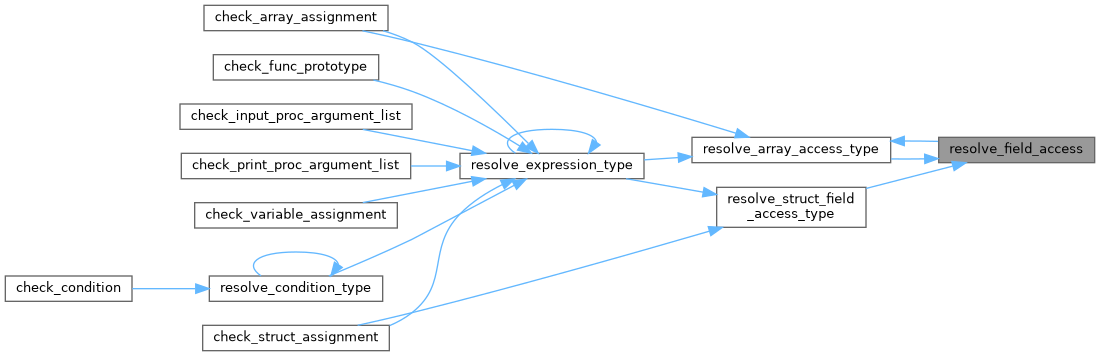 check_array_assignment
check_func_prototype
check_input_proc_argument_list
check_print_proc_argument_list
check_variable_assignment
check_condition
resolve_condition_type
check_struct_assignment
resolve_expression_type
resolve_array_access_type
resolve_struct_field
_access_type
resolve_field_access